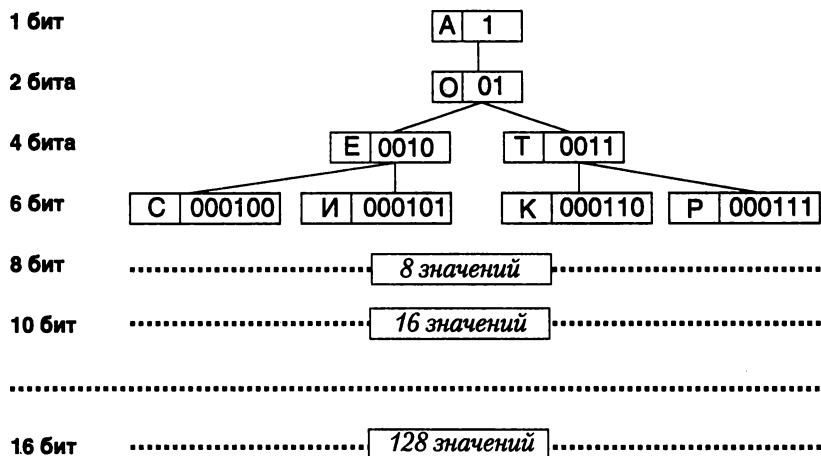 1 бит А 1
2 бита О 01
4 бита Е 0010 Т 0011
6 бит С 000100 И 000101 К 000110 Р 000111
8 бит 8 значений
10 бит 16 значений
16 бит 128 значений